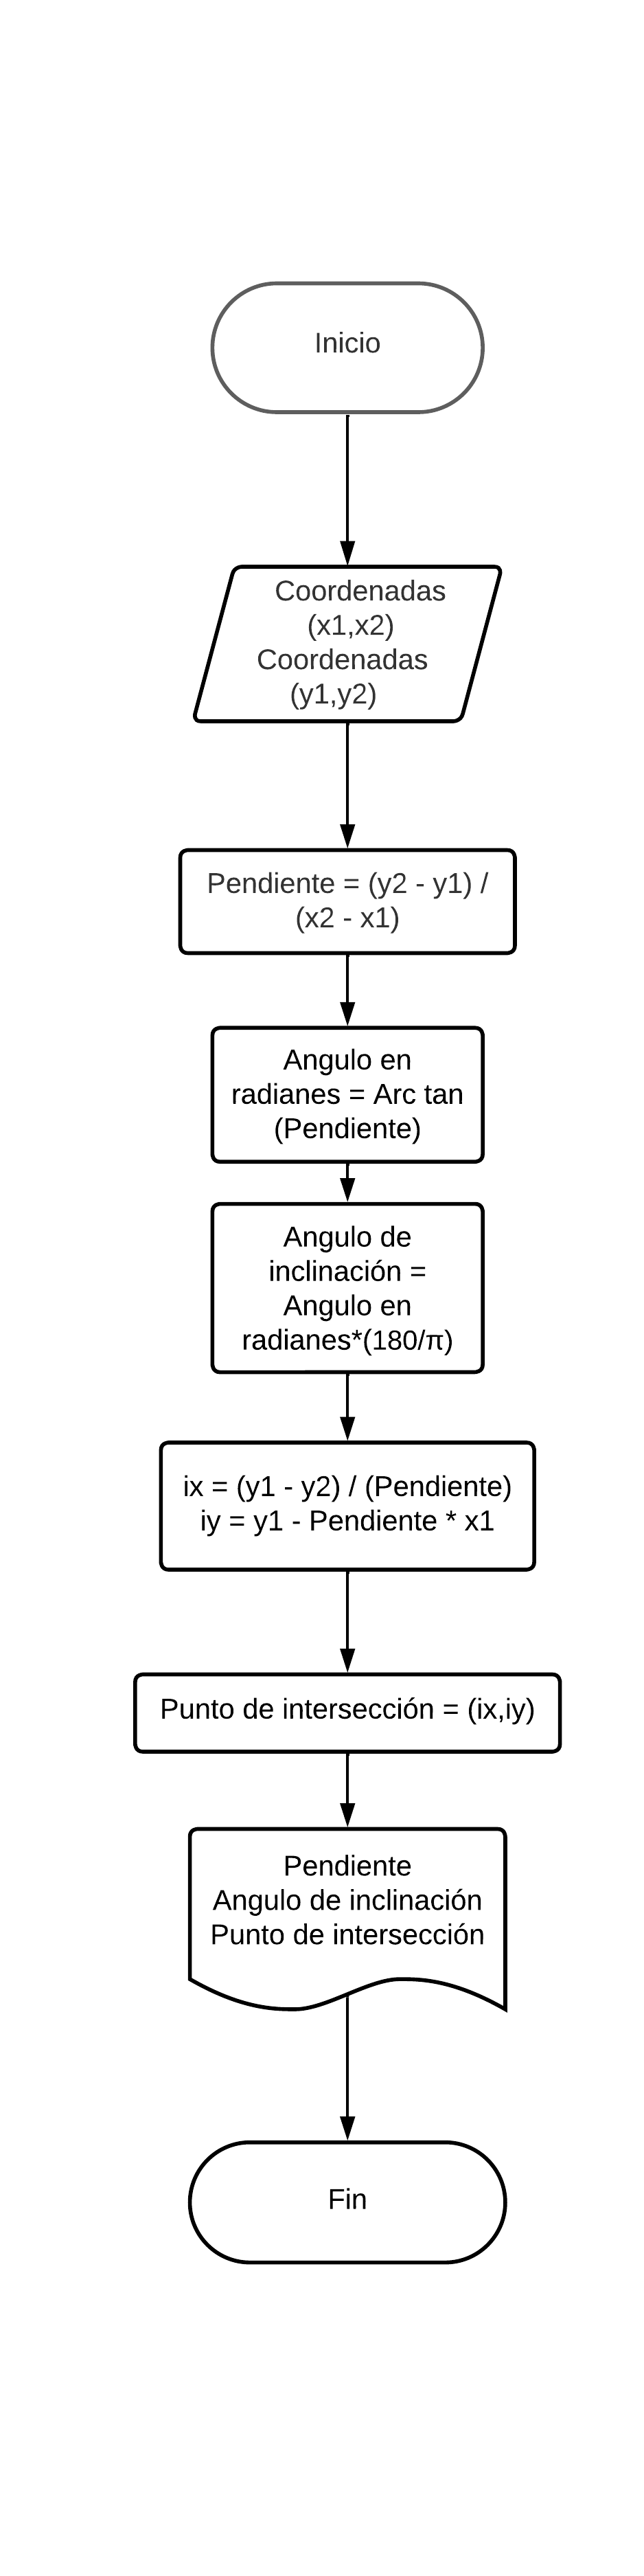 Inicio
Coordenadas
(x1,x2)
Coordenadas
(y1,y2)
Pendiente = (y2 - y1) /
(x2 - x1)
Angulo en
radianes = Arc tan
(Pendiente)
Angulo de
inclinación =
Angulo en
radianes*(180/π)
ix = (y1 - y2) / (Pendiente)
iy = y1 - Pendiente * x1
Punto de intersección = (ix,iy)
Pendiente
Angulo de inclinación
Punto de intersección
Fin